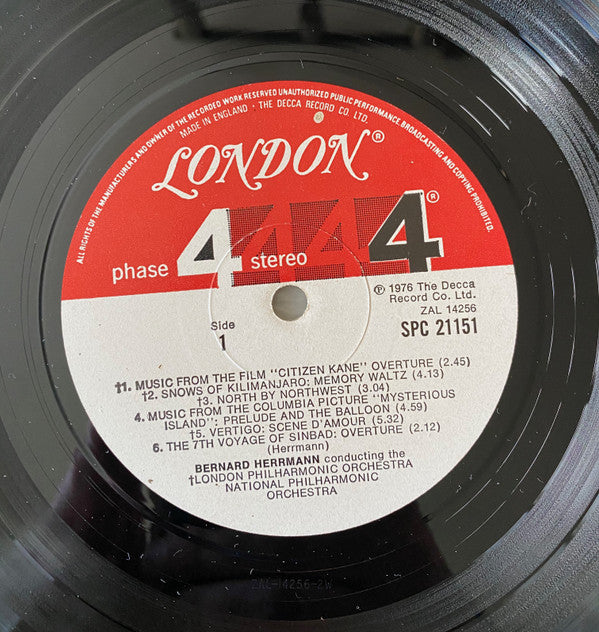 ALL RIGHTS OF THE MANUFACTURERS AND OWNER OF THE RECORDED WORK RESERVED UNAUTHORIZED PUBLIC PERFORMANCE BROADCASTING AND COPYING PROHIBITED.
MADE IN ENGLAND · THE DECCA RECORD CO. LTD.
LONDON®
phase 4 stereo 4 4 4®
℗ 1976 The Decca
Record Co. Ltd.
ZAL 14256
Side
1
SPC 21151
†1. MUSIC FROM THE FILM "CITIZEN KANE" OVERTURE (2.45)
†2. SNOWS OF KILIMANJARO: MEMORY WALTZ (4.13)
†3. NORTH BY NORTHWEST (3.04)
4. MUSIC FROM THE COLUMBIA PICTURE "MYSTERIOUS
ISLAND": PRELUDE AND THE BALLOON (4.59)
†5. VERTIGO: SCENE D'AMOUR (5.32)
6. THE 7TH VOYAGE OF SINBAD: OVERTURE (2.12)
(Herrmann)
BERNARD HERRMANN conducting the
†LONDON PHILHARMONIC ORCHESTRA
NATIONAL PHILHARMONIC
ORCHESTRA
ZAL-14256-2W